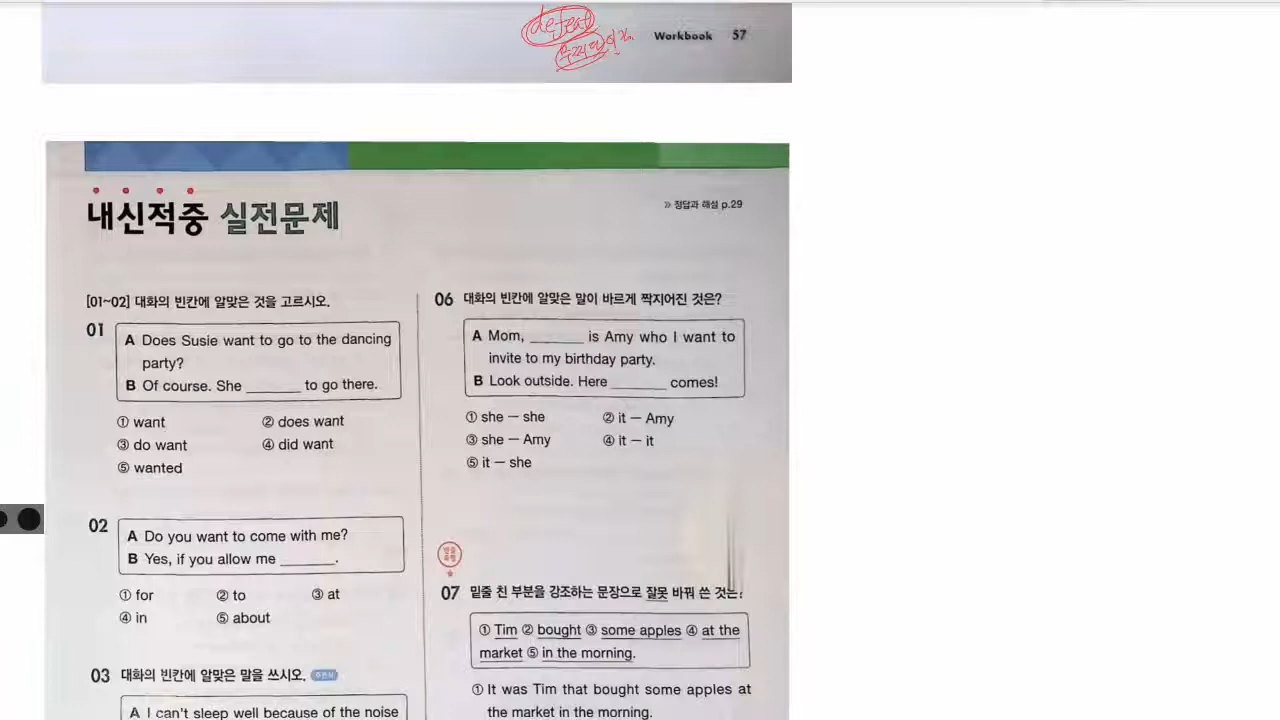 defeat
Workbook 57
내신적중 실전문제
» 정답과 해설 p.29
[01~02] 대화의 빈칸에 알맞은 것을 고르시오.
01
A Does Susie want to go to the dancing
party?
B Of course. She ______ to go there.
① want ② does want
③ do want ④ did want
⑤ wanted
02
A Do you want to come with me?
B Yes, if you allow me ______.
① for ② to ③ at
④ in ⑤ about
03 대화의 빈칸에 알맞은 말을 쓰시오.
A I can't sleep well because of the noise
06 대화의 빈칸에 알맞은 말이 바르게 짝지어진 것은?
A Mom, ______ is Amy who I want to
invite to my birthday party.
B Look outside. Here ______ comes!
① she – she ② it – Amy
③ she – Amy ④ it – it
⑤ it – she
07 밑줄 친 부분을 강조하는 문장으로 잘못 바꿔 쓴 것은?
① Tim ② bought ③ some apples ④ at the
market ⑤ in the morning.
① It was Tim that bought some apples at
the market in the morning.